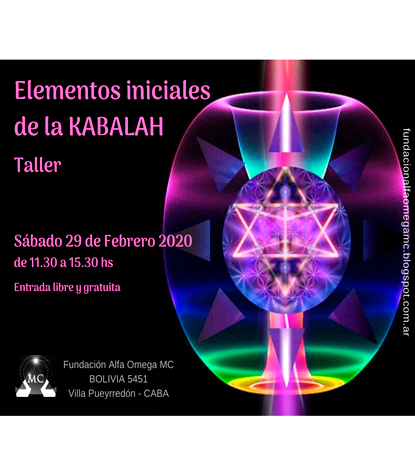 Elementos iniciales
de la KABALAH
Taller
Sábado 29 de Febrero 2020
de 11.30 a 15.30 hs
Entrada libre y gratuita
MC
Fundación Alfa Omega MC
BOLIVIA 5451
Villa Pueyrredón - CABA
fundacionalfaomegamc.blogspot.com.ar